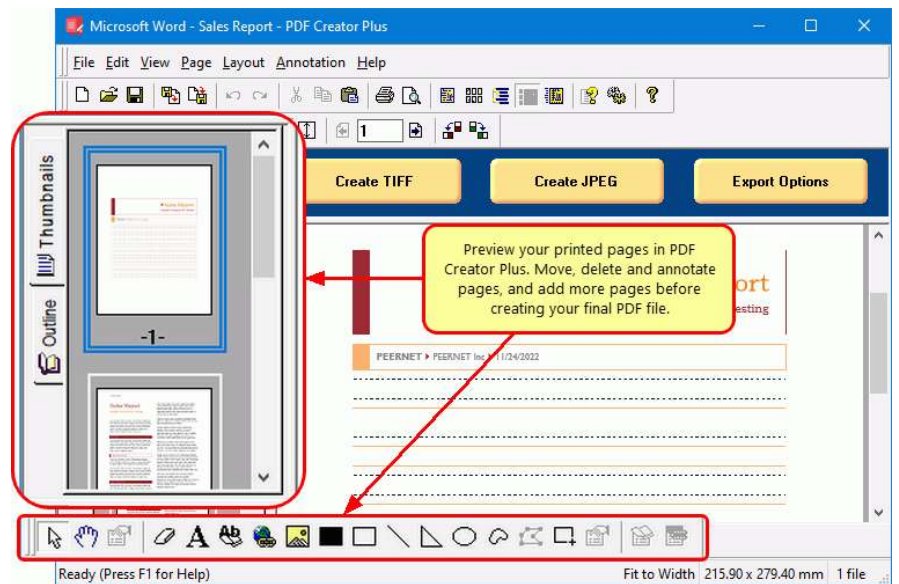 Microsoft Word - Sales Report - PDF Creator Plus
File Edit View Page Layout Annotation Help
1
Thumbnails
Outline
-1-
Sales Report
Create TIFF
Create JPEG
Export Options
Preview your printed pages in PDF
Creator Plus. Move, delete and annotate
pages, and add more pages before
creating your final PDF file.
ort
esting
PEERNET PEERNET Inc 11/24/2022
A
Ab
Ready (Press F1 for Help)
Fit to Width 215.90 x 279.40 mm 1 file